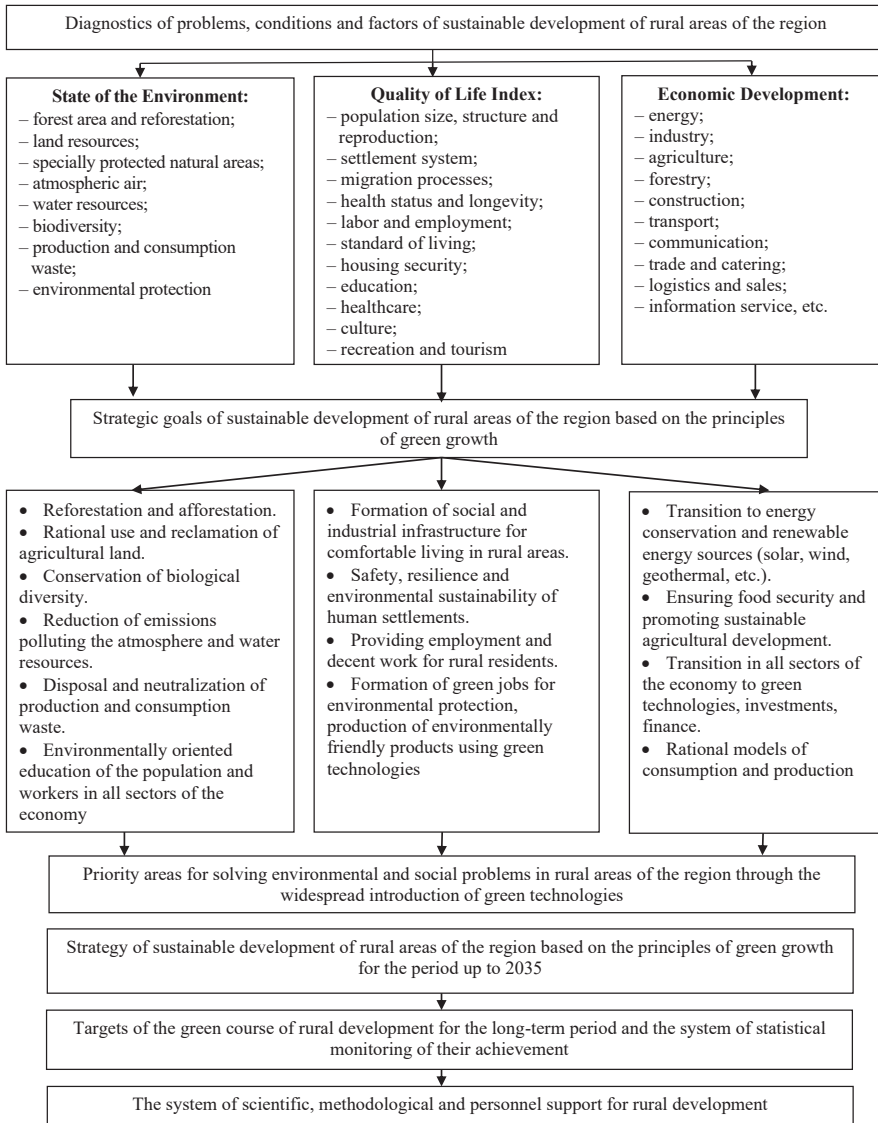 Diagnostics of problems, conditions and factors of sustainable development of rural areas of the region
State of the Environment:
– forest area and reforestation;
– land resources;
– specially protected natural areas;
– atmospheric air;
– water resources;
– biodiversity;
– production and consumption
waste;
– environmental protection
Quality of Life Index:
– population size, structure and
reproduction;
– settlement system;
– migration processes;
– health status and longevity;
– labor and employment;
– standard of living;
– housing security;
– education;
– healthcare;
– culture;
– recreation and tourism
Economic Development:
– energy;
– industry;
– agriculture;
– forestry;
– construction;
– transport;
– communication;
– trade and catering;
– logistics and sales;
– information service, etc.
Strategic goals of sustainable development of rural areas of the region based on the principles
of green growth
• Reforestation and afforestation.
• Rational use and reclamation of
agricultural land.
• Conservation of biological
diversity.
• Reduction of emissions
polluting the atmosphere and water
resources.
• Disposal and neutralization of
production and consumption
waste.
• Environmentally oriented
education of the population and
workers in all sectors of the
economy
• Formation of social and
industrial infrastructure for
comfortable living in rural areas.
• Safety, resilience and
environmental sustainability of
human settlements.
• Providing employment and
decent work for rural residents.
• Formation of green jobs for
environmental protection,
production of environmentally
friendly products using green
technologies
• Transition to energy
conservation and renewable
energy sources (solar, wind,
geothermal, etc.).
• Ensuring food security and
promoting sustainable
agricultural development.
• Transition in all sectors of
the economy to green
technologies, investments,
finance.
• Rational models of
consumption and production
Priority areas for solving environmental and social problems in rural areas of the region through the
widespread introduction of green technologies
Strategy of sustainable development of rural areas of the region based on the principles of green growth
for the period up to 2035
Targets of the green course of rural development for the long-term period and the system of statistical
monitoring of their achievement
The system of scientific, methodological and personnel support for rural development